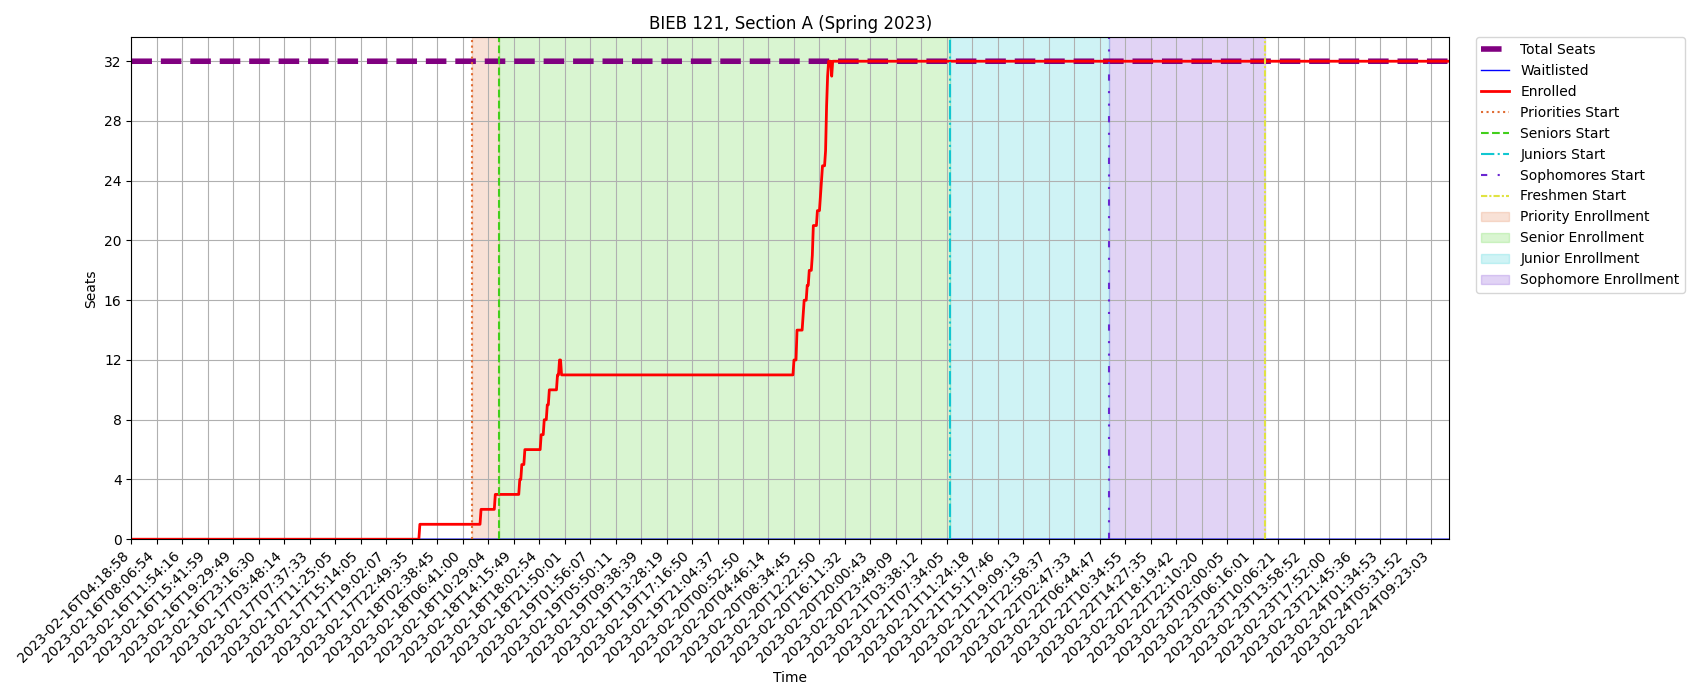 BIEB 121, Section A (Spring 2023)
Seats
32
28
24
20
16
12
8
4
0
2023-02-16T04:18:58
2023-02-16T08:06:54
2023-02-16T11:54:16
2023-02-16T15:41:59
2023-02-16T19:29:49
2023-02-16T23:16:30
2023-02-17T03:48:14
2023-02-17T07:37:33
2023-02-17T11:25:05
2023-02-17T15:14:05
2023-02-17T19:02:07
2023-02-17T22:49:35
2023-02-18T02:38:45
2023-02-18T06:41:00
2023-02-18T10:29:04
2023-02-18T14:15:49
2023-02-18T18:02:54
2023-02-18T21:50:01
2023-02-19T01:56:07
2023-02-19T05:50:11
2023-02-19T09:38:39
2023-02-19T13:28:19
2023-02-19T17:16:50
2023-02-19T21:04:37
2023-02-20T00:52:50
2023-02-20T04:46:14
2023-02-20T08:34:45
2023-02-20T12:22:50
2023-02-20T16:11:32
2023-02-20T20:00:43
2023-02-20T23:49:09
2023-02-21T03:38:12
2023-02-21T07:34:05
2023-02-21T11:24:18
2023-02-21T15:17:46
2023-02-21T19:09:13
2023-02-21T22:58:37
2023-02-22T02:47:33
2023-02-22T06:44:47
2023-02-22T10:34:55
2023-02-22T14:27:35
2023-02-22T18:19:42
2023-02-22T22:10:20
2023-02-23T02:00:05
2023-02-23T06:16:01
2023-02-23T10:06:21
2023-02-23T13:58:52
2023-02-23T17:52:00
2023-02-23T21:45:36
2023-02-24T01:34:53
2023-02-24T05:31:52
2023-02-24T09:23:03
Time
Total Seats
Waitlisted
Enrolled
Priorities Start
Seniors Start
Juniors Start
Sophomores Start
Freshmen Start
Priority Enrollment
Senior Enrollment
Junior Enrollment
Sophomore Enrollment